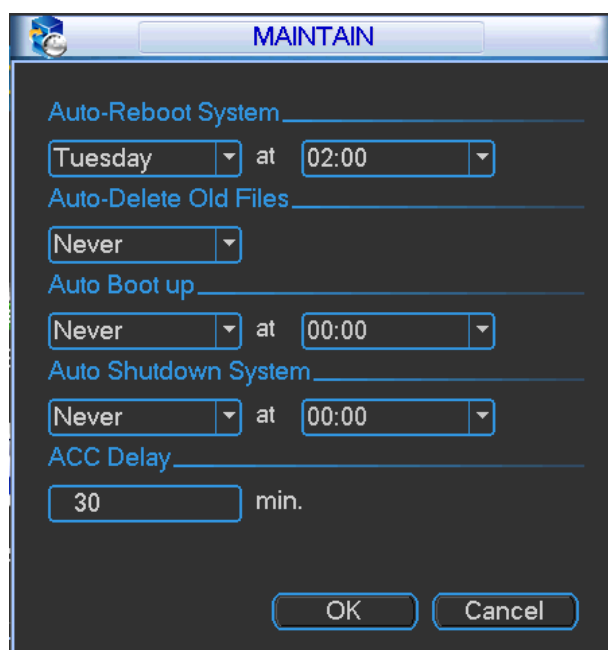 MAINTAIN
Auto-Reboot System
Tuesday at 02:00
Auto-Delete Old Files
Never
Auto Boot up
Never at 00:00
Auto Shutdown System
Never at 00:00
ACC Delay
30 min.
OK Cancel